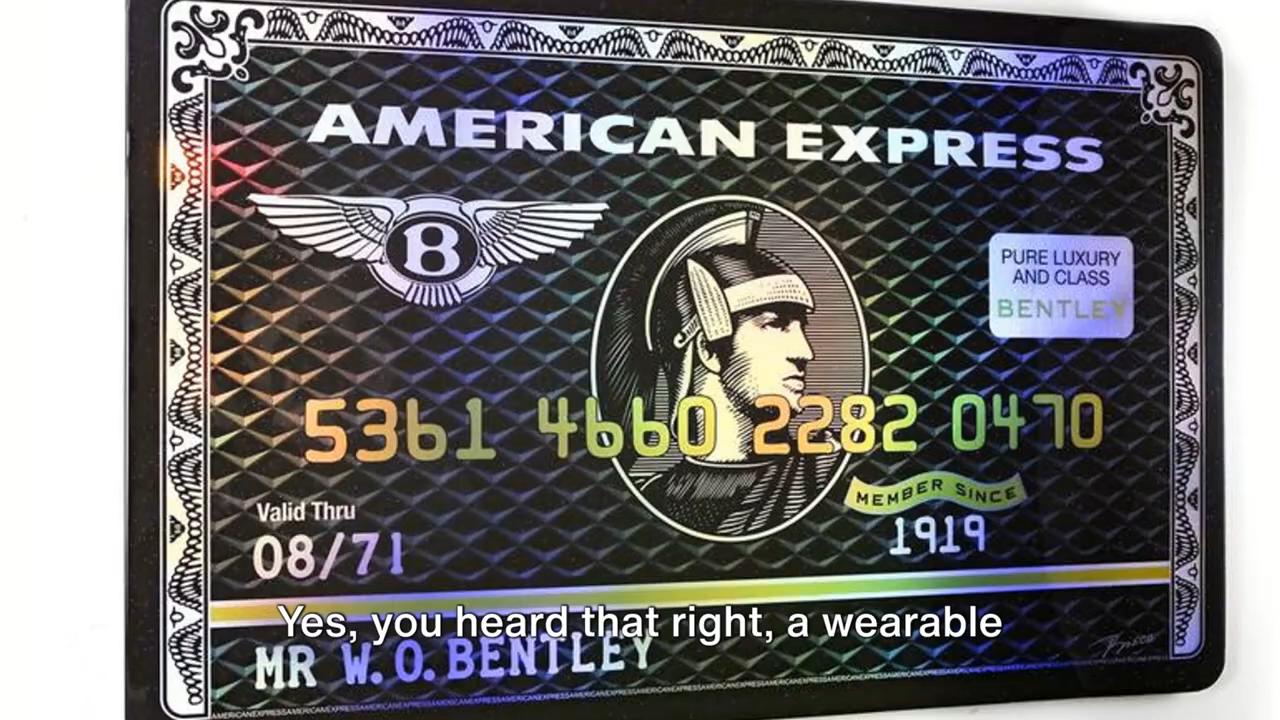 AMERICAN EXPRESS
B
PURE LUXURY
AND CLASS
BENTLEY
5361 4660 2282 0470
MEMBER SINCE
1919
Valid Thru
08/71
Yes, you heard that right, a wearable
MR W.O.BENTLEY